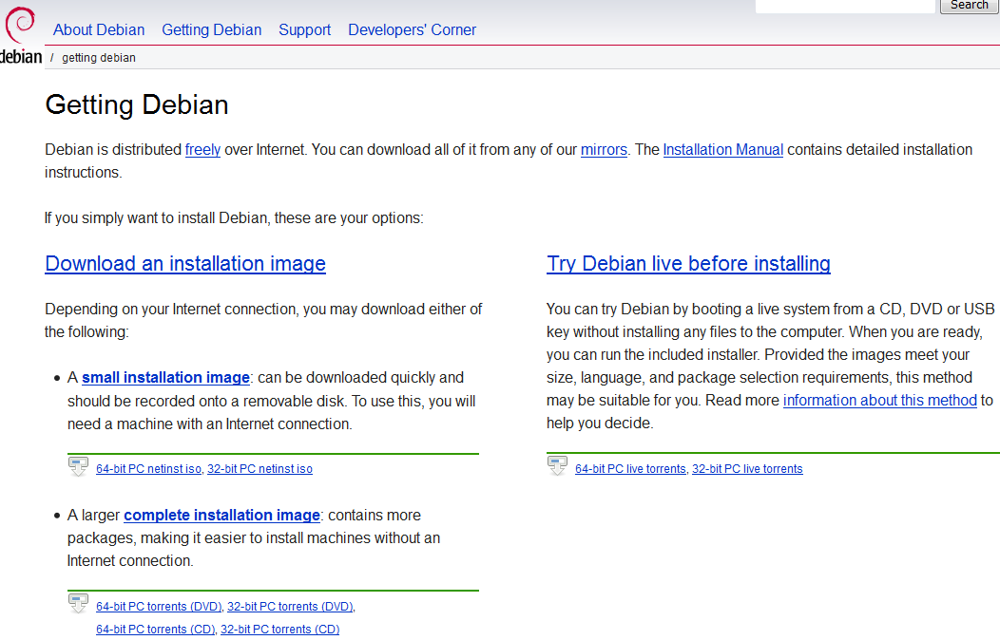 Search
About Debian Getting Debian Support Developers' Corner
debian / getting debian
Getting Debian
Debian is distributed freely over Internet. You can download all of it from any of our mirrors. The Installation Manual contains detailed installation
instructions.
If you simply want to install Debian, these are your options:
Download an installation image
Depending on your Internet connection, you may download either of
the following:
• A small installation image: can be downloaded quickly and
should be recorded onto a removable disk. To use this, you will
need a machine with an Internet connection.
64-bit PC netinst iso, 32-bit PC netinst iso
• A larger complete installation image: contains more
packages, making it easier to install machines without an
Internet connection.
64-bit PC torrents (DVD), 32-bit PC torrents (DVD),
64-bit PC torrents (CD), 32-bit PC torrents (CD)
Try Debian live before installing
You can try Debian by booting a live system from a CD, DVD or USB
key without installing any files to the computer. When you are ready,
you can run the included installer. Provided the images meet your
size, language, and package selection requirements, this method
may be suitable for you. Read more information about this method to
help you decide.
64-bit PC live torrents, 32-bit PC live torrents